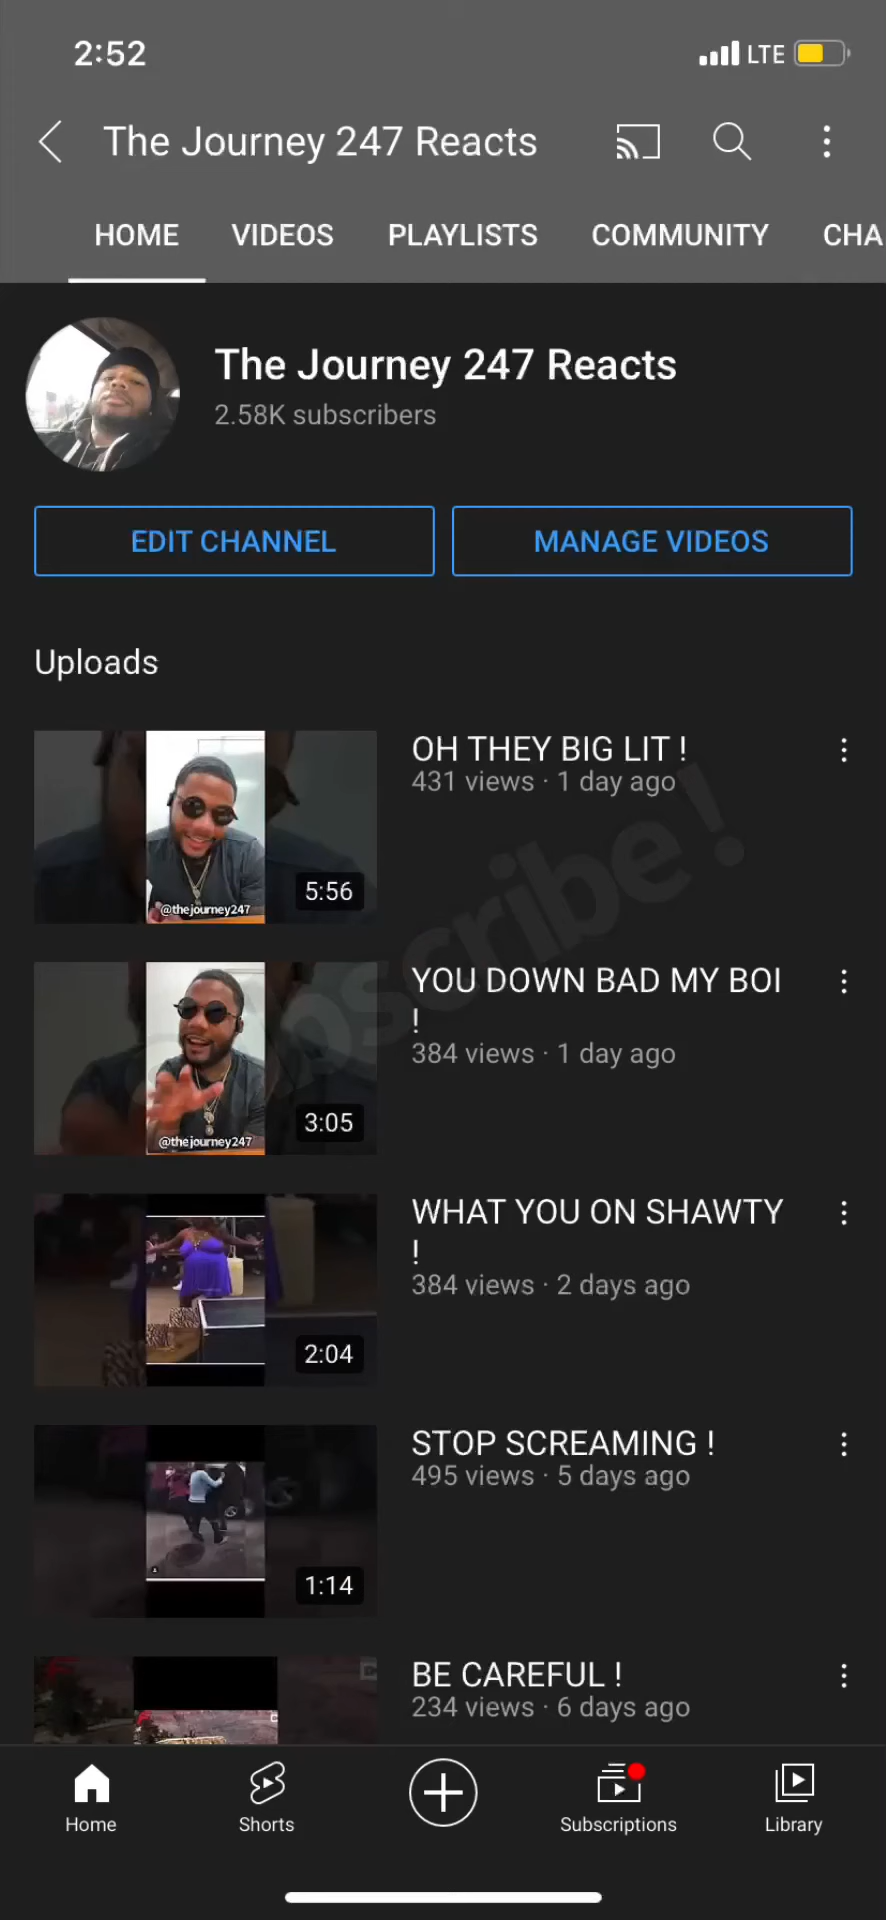 2:52
LTE
The Journey 247 Reacts
HOME VIDEOS PLAYLISTS COMMUNITY CHA
The Journey 247 Reacts
2.58K subscribers
EDIT CHANNEL MANAGE VIDEOS
Uploads
OH THEY BIG LIT !
431 views · 1 day ago
5:56
@thejourney247
YOU DOWN BAD MY BOI
!
384 views · 1 day ago
3:05
@thejourney247
WHAT YOU ON SHAWTY
!
384 views · 2 days ago
2:04
STOP SCREAMING !
495 views · 5 days ago
1:14
BE CAREFUL !
234 views · 6 days ago
Subscribe!
Home Shorts Subscriptions Library